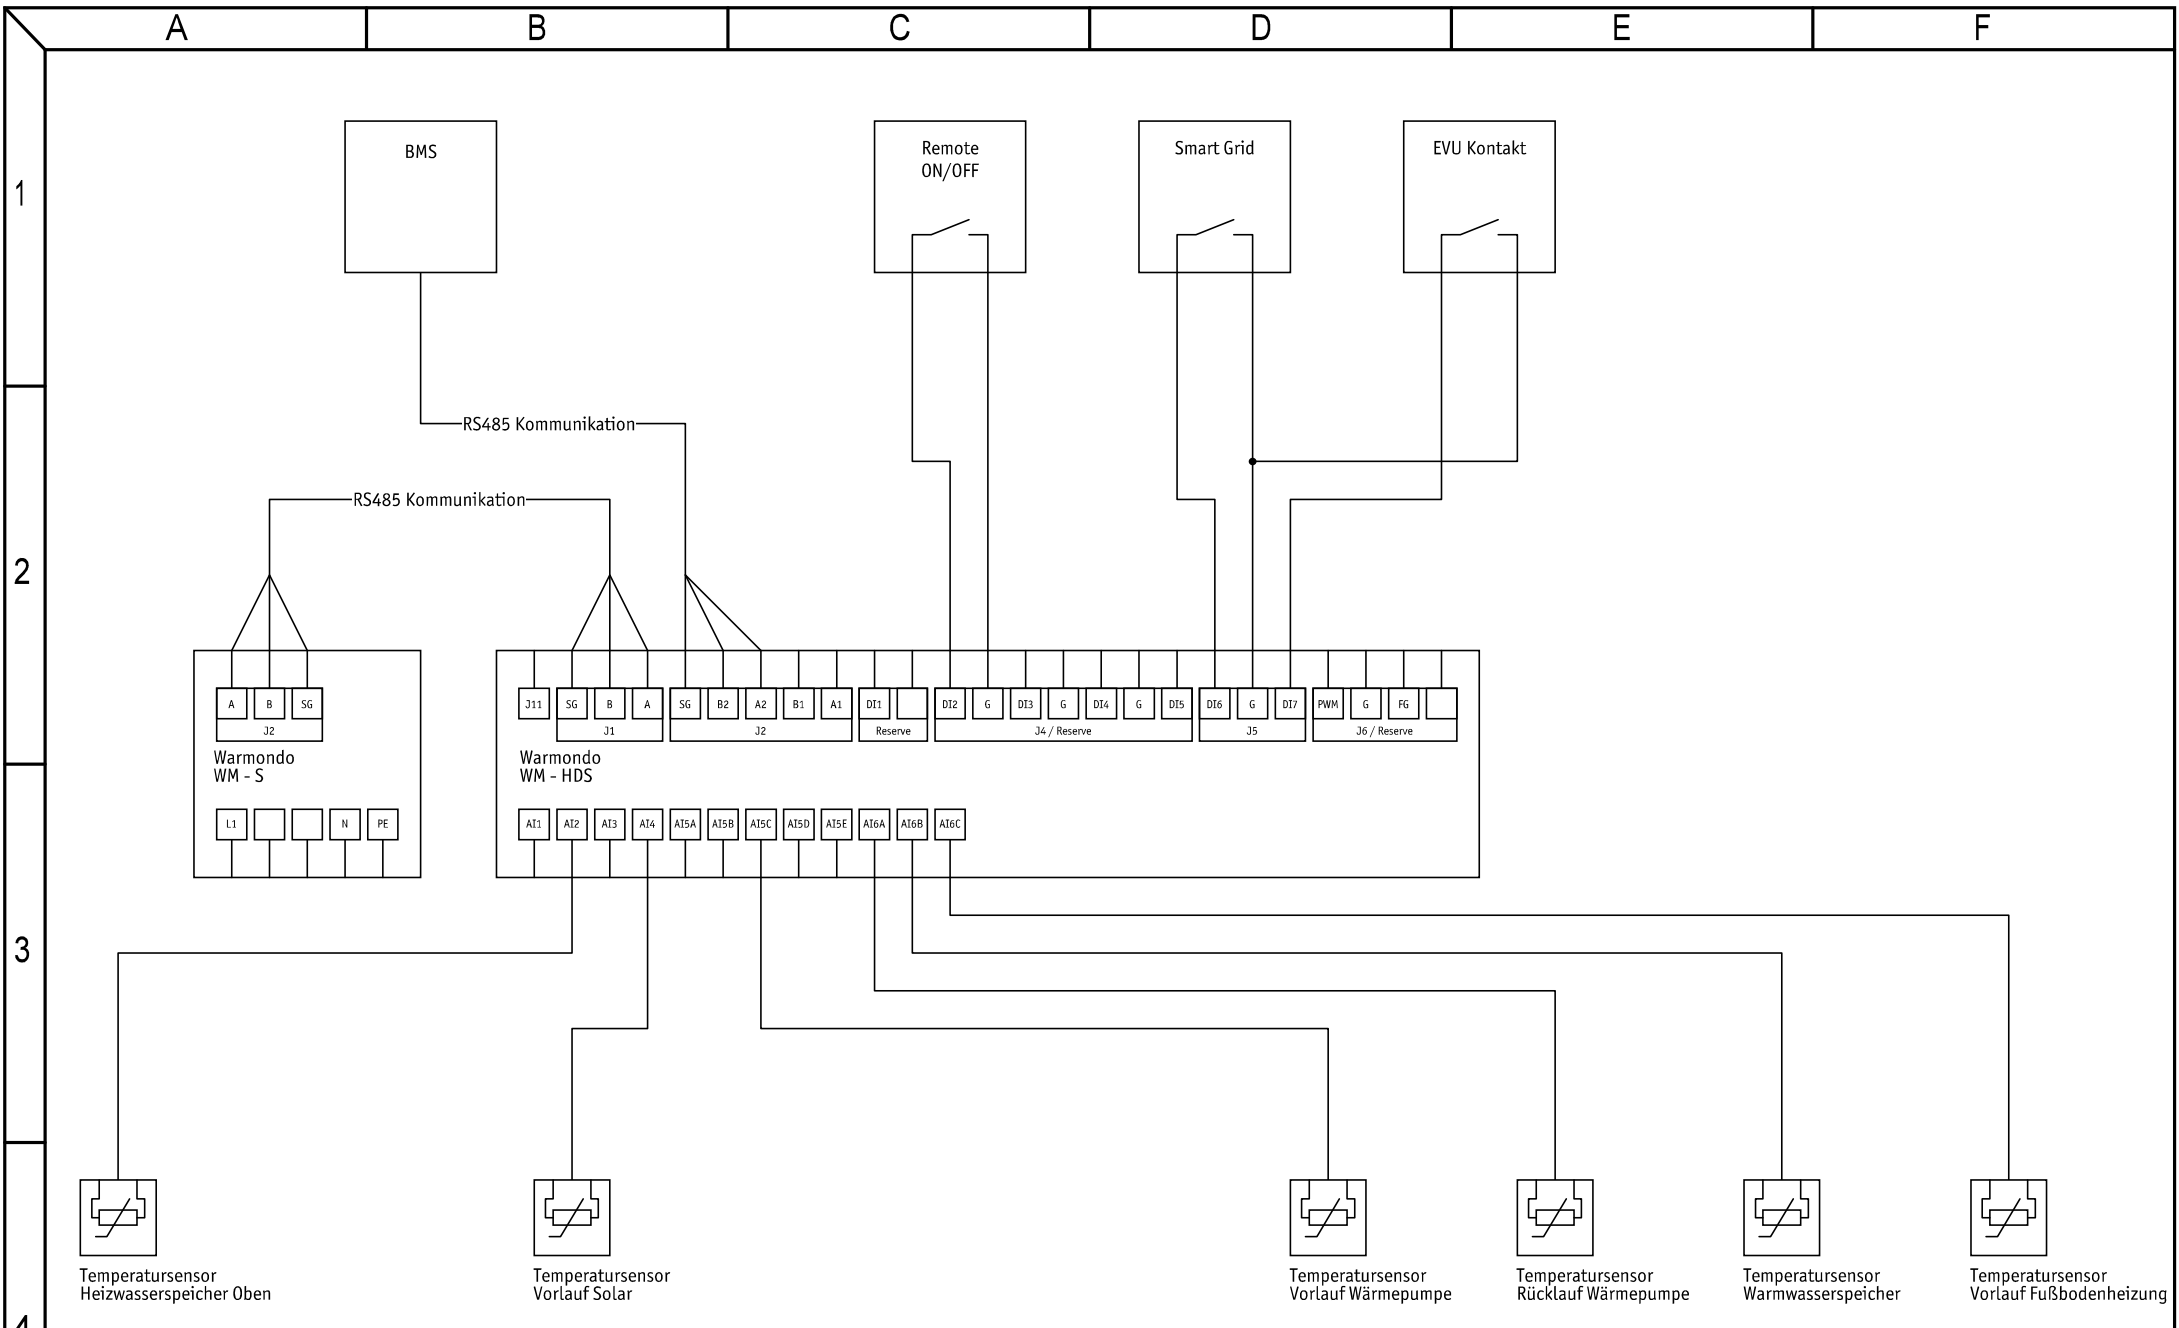 A B C D E F
1
BMS
Remote
ON/OFF
Smart Grid
EVU Kontakt
RS485 Kommunikation
RS485 Kommunikation
2
A B SG
J2
J11 SG B A SG B2 A2 B1 A1 DI1 DI2 G DI3 G DI4 G DI5 DI6 G DI7 PWM G FG
J1 J2 Reserve J4 / Reserve J5 J6 / Reserve
Warmondo
WM - S
Warmondo
WM - HDS
L1 N PE
AI1 AI2 AI3 AI4 AI5A AI5B AI5C AI5D AI5E AI6A AI6B AI6C
3
Temperatursensor
Heizwasserspeicher Oben
Temperatursensor
Vorlauf Solar
Temperatursensor
Vorlauf Wärmepumpe
Temperatursensor
Rücklauf Wärmepumpe
Temperatursensor
Warmwasserspeicher
Temperatursensor
Vorlauf Fußbodenheizung
4